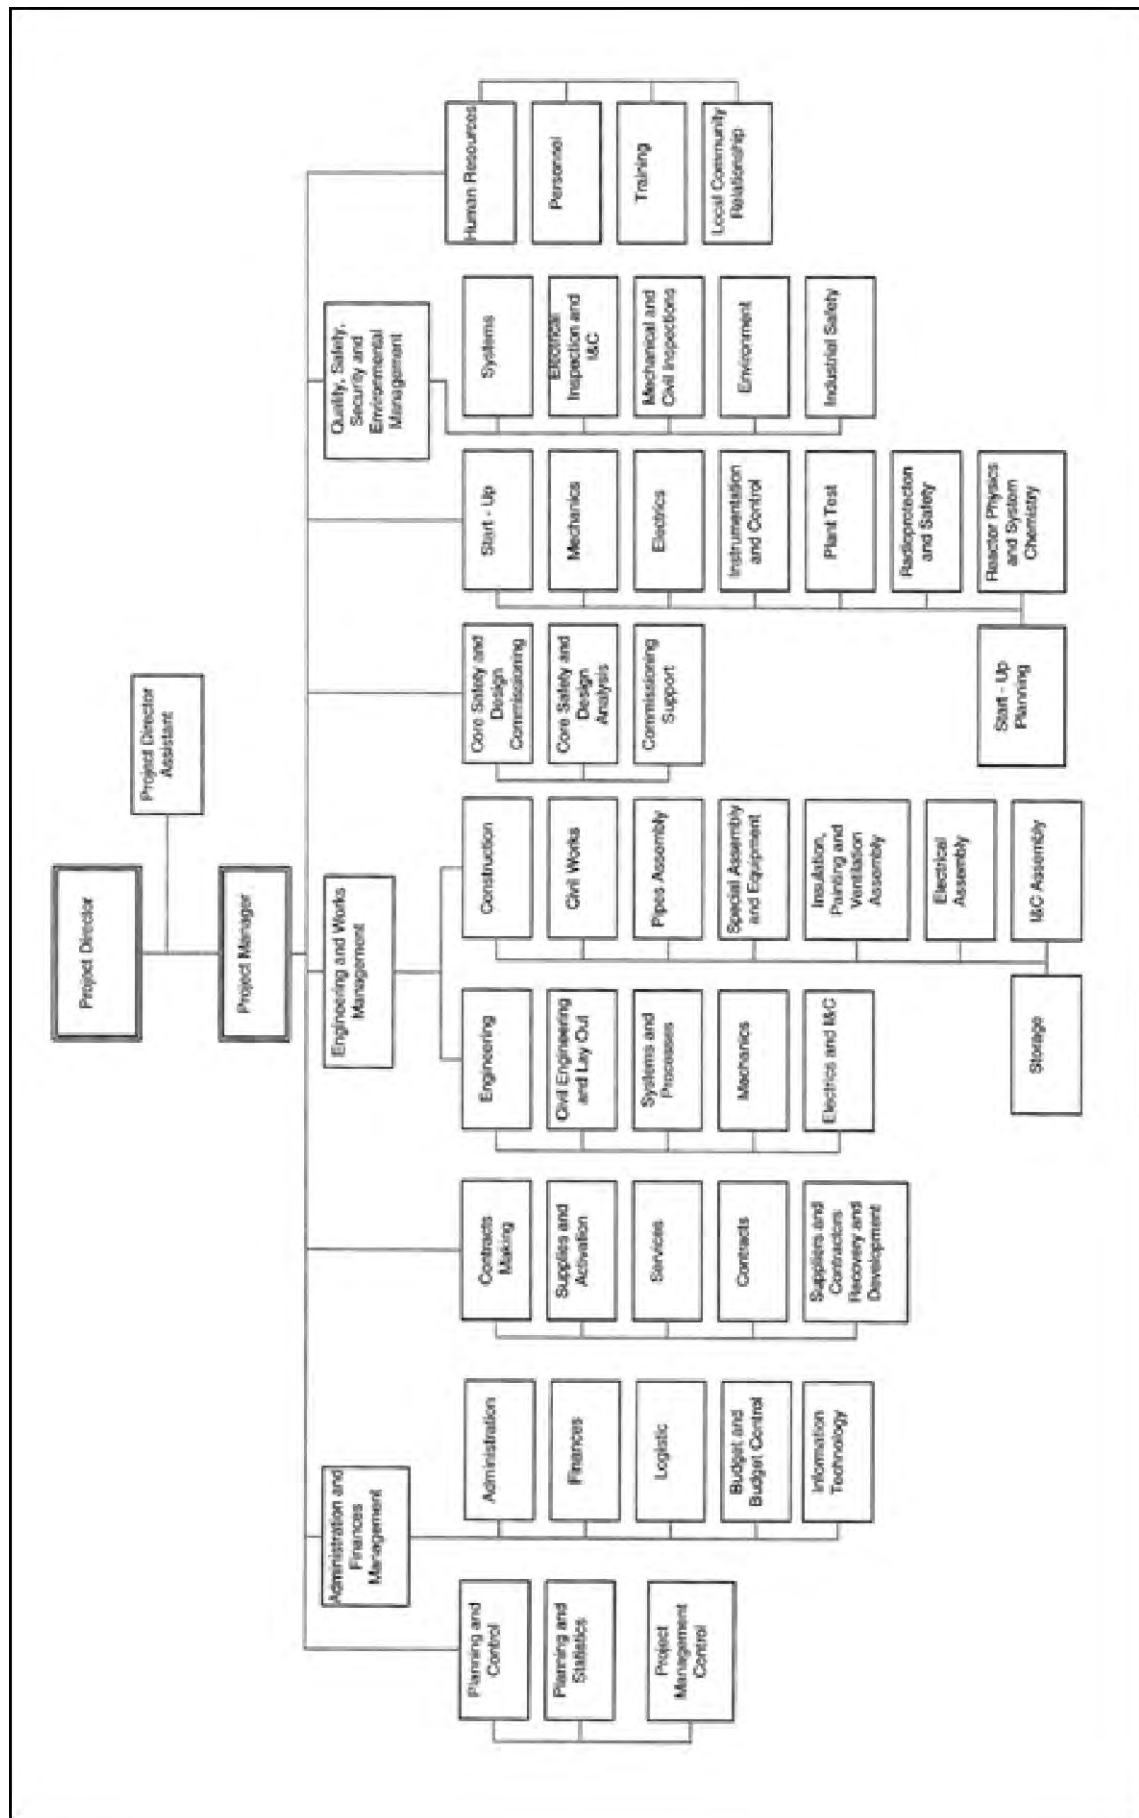 Project Director
Project Director
Assistant
Project Manager
Planning and
Control
Planning and
Statistics
Project
Management
Control
Administration and
Finances
Management
Administration
Finances
Logistic
Budget and
Budget Control
Information
Technology
Contracts
Making
Supplies and
Activation
Services
Contracts
Suppliers and
Contractors
Recovery and
Development
Engineering and Works
Management
Engineering
Civil Engineering
and Lay Out
Systems and
Processes
Mechanics
Electrics and I&C
Construction
Civil Works
Pipes Assembly
Special Assembly
and Equipment
Insulation,
Painting and
Ventilation
Assembly
Electrical
Assembly
I&C Assembly
Storage
Core Safety and
Design
Commissioning
Core Safety and
Design
Analysis
Commissioning
Support
Start - Up
Mechanics
Electrics
Instrumentation
and Control
Plant Test
Radioprotecton
and Safety
Reactor Physics
and System
Chemistry
Start - Up
Planning
Quality, Safety,
Security and
Environmental
Management
Systems
Electrical
Inspection and
I&C
Mechanical and
Civil Inspections
Environment
Industrial Safety
Human Resources
Personnel
Training
Local Community
Relationship